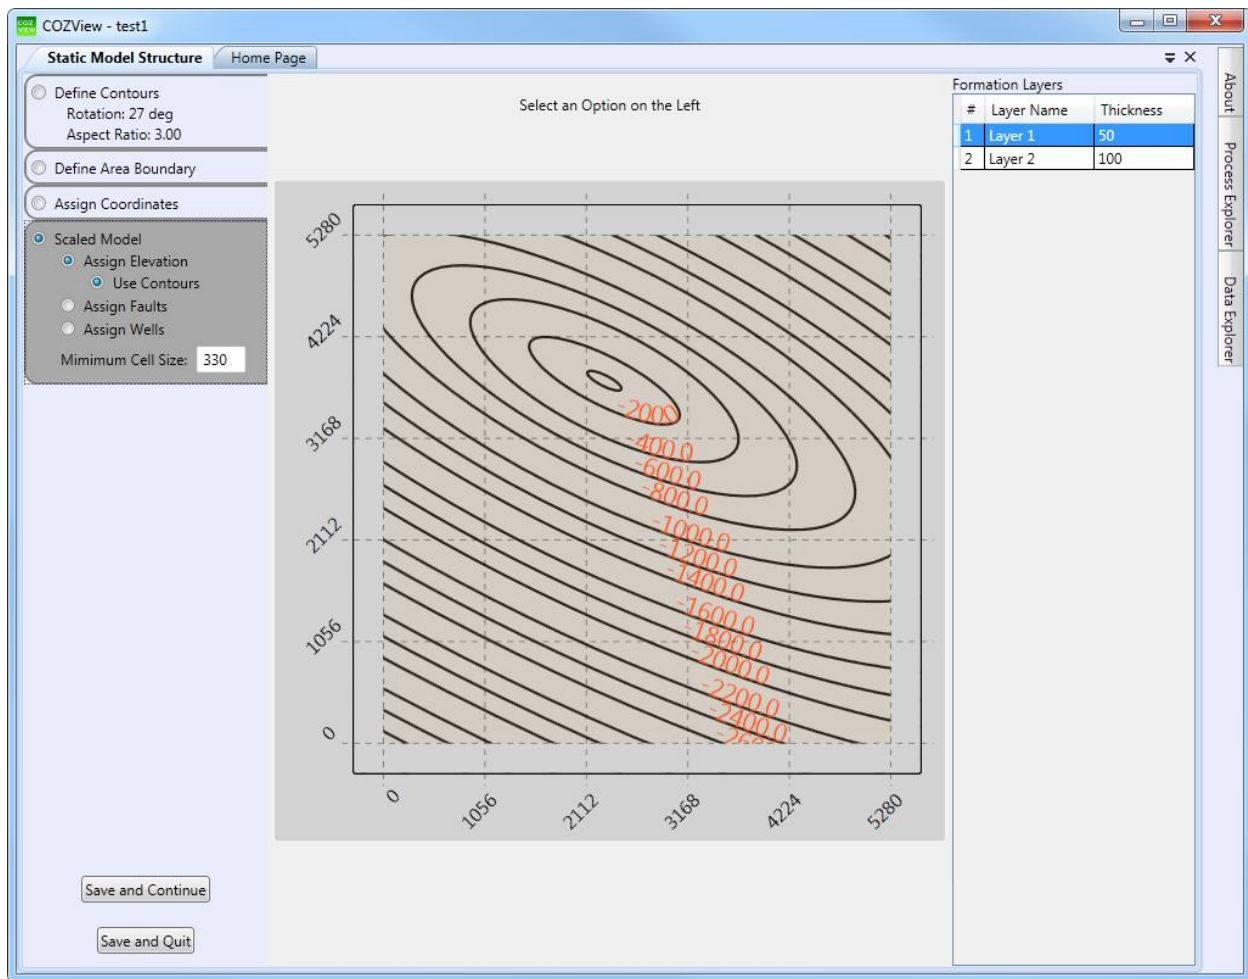 COZ
VIEW
COZView - test1
Static Model Structure
Home Page
Define Contours
Rotation: 27 deg
Aspect Ratio: 3.00
Define Area Boundary
Assign Coordinates
Scaled Model
Assign Elevation
Use Contours
Assign Faults
Assign Wells
Minimum Cell Size: 330
Save and Continue
Save and Quit
Select an Option on the Left
5280
4224
3168
2112
1056
0
-400.0
-600.0
-800.0
-1000.0
-1200.0
-1400.0
-1600.0
-1800.0
-2000.0
-2200.0
-2400.0
0
1056
2112
3168
4224
5280
Formation Layers
# Layer Name Thickness
1 Layer 1 50
2 Layer 2 100
About
Process Explorer
Data Explorer